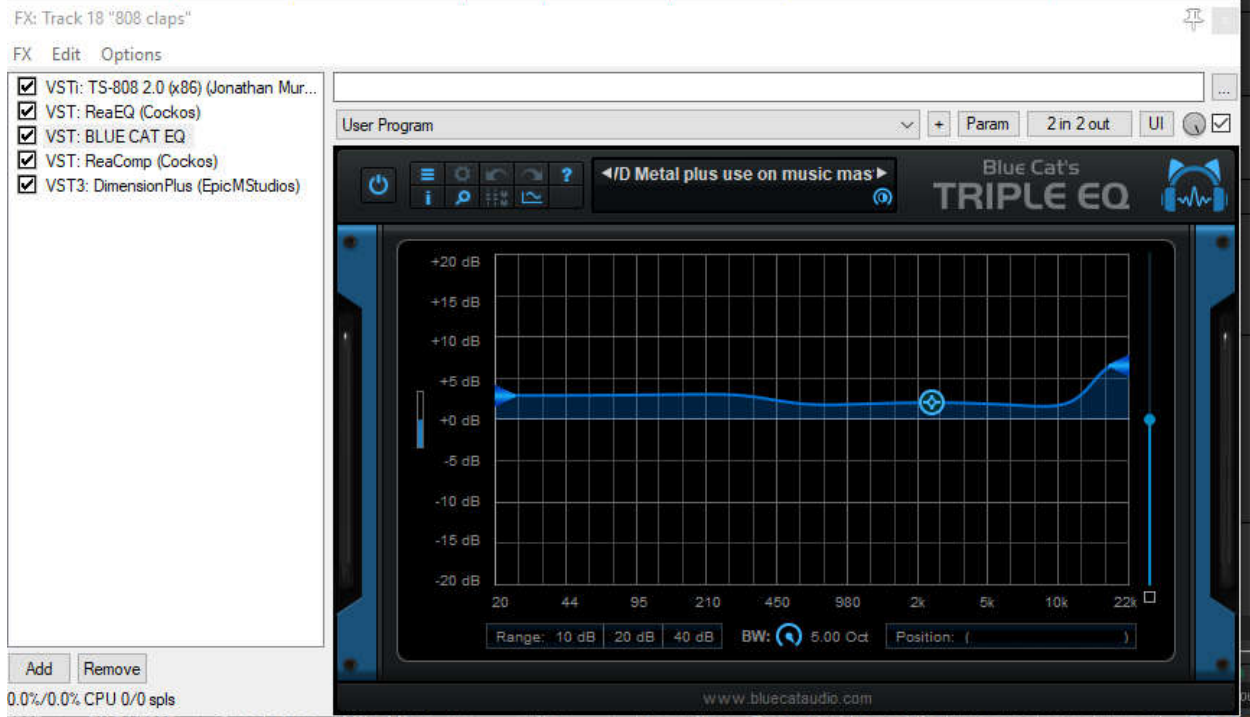 FX: Track 18 "808 claps"
FX Edit Options
VSTi: TS-808 2.0 (x86) (Jonathan Mur...
VST: ReaEQ (Cockos)
VST: BLUE CAT EQ
VST: ReaComp (Cockos)
VST3: DimensionPlus (EpicMStudios)
...
User Program
+ Param 2 in 2 out UI
/D Metal plus use on music mas
Blue Cat's
TRIPLE EQ
+20 dB
+15 dB
+10 dB
+5 dB
+0 dB
-5 dB
-10 dB
-15 dB
-20 dB
20 44 95 210 450 980 2k 5k 10k 22k
Range: 10 dB 20 dB 40 dB BW: 5.00 Oct Position: ( )
Add Remove
0.0%/0.0% CPU 0/0 spls
www.bluecataudio.com